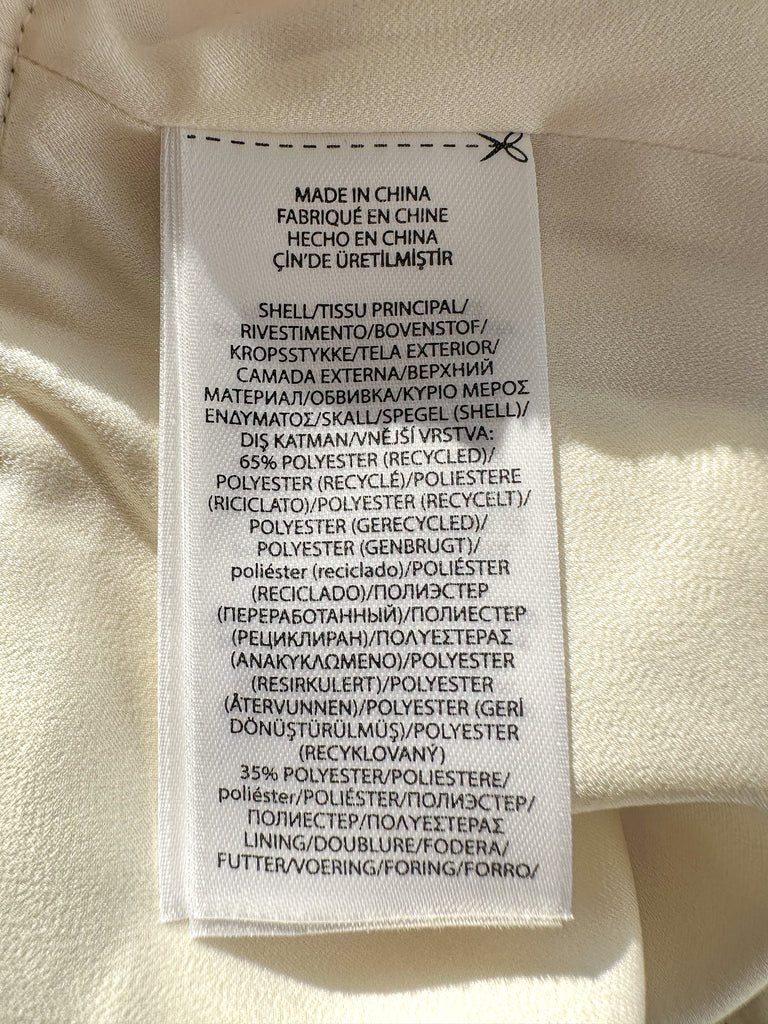 MADE IN CHINA
FABRIQUÉ EN CHINE
HECHO EN CHINA
ÇİN'DE ÜRETİLMİŞTİR
SHELL/TISSU PRINCIPAL/
RIVESTIMENTO/BOVENSTOF/
KROPSSTYKKE/TELA EXTERIOR/
CAMADA EXTERNA/ВЕРХНИЙ
МАТЕРИАЛ/ОБВИВКА/ΚΥΡΙΟ ΜΕΡΟΣ
ΕΝΔΥΜΑΤΟΣ/SKALL/SPEGEL (SHELL)/
DIŞ KATMAN/VNĚJŠÍ VRSTVA:
65% POLYESTER (RECYCLED)/
POLYESTER (RECYCLÉ)/POLIESTERE
(RICICLATO)/POLYESTER (RECYCELT)/
POLYESTER (GERECYCLED)/
POLYESTER (GENBRUGT)/
poliéster (reciclado)/POLIÉSTER
(RECICLADO)/ПОЛИЭСТЕР
(ПЕРЕРАБОТАННЫЙ)/ПОЛИЕСТЕР
(РЕЦИКЛИРАН)/ΠΟΛΥΕΣΤΕΡΑΣ
(ΑΝΑΚΥΚΛΩΜΕΝΟ)/POLYESTER
(RESIRKULERT)/POLYESTER
(ÅTERVUNNEN)/POLYESTER (GERİ
DÖNÜŞTÜRÜLMÜŞ)/POLYESTER
(RECYKLOVANÝ)
35% POLYESTER/POLIESTERE/
poliéster/POLIÉSTER/ПОЛИЭСТЕР/
ПОЛИЕСТЕР/ΠΟΛΥΕΣΤΕΡΑΣ
LINING/DOUBLURE/FODERA/
FUTTER/VOERING/FORING/FORRO/